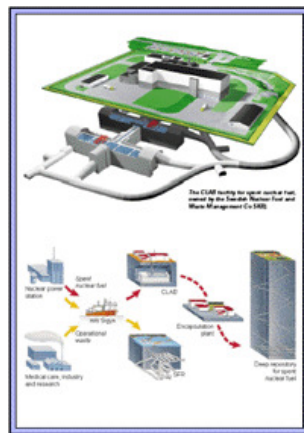 The CLAB facility for spent nuclear fuel,
owned by the Swedish Nuclear Fuel and
Waste Management Co SKB.
Nuclear power
station
Spent
nuclear fuel
CLAB
M/S Sigyn
Encapsulation
plant
Operational
waste
SFR
Medical care, industry
and research
Deep repository
for spent
nuclear fuel